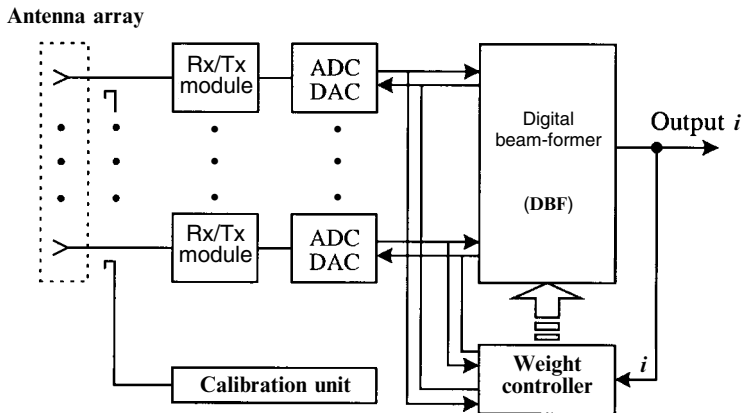 Antenna array
Rx/Tx
module
ADC
DAC
Digital
beam-former
(DBF)
Output i
Rx/Tx
module
ADC
DAC
Calibration unit
Weight
controller
i